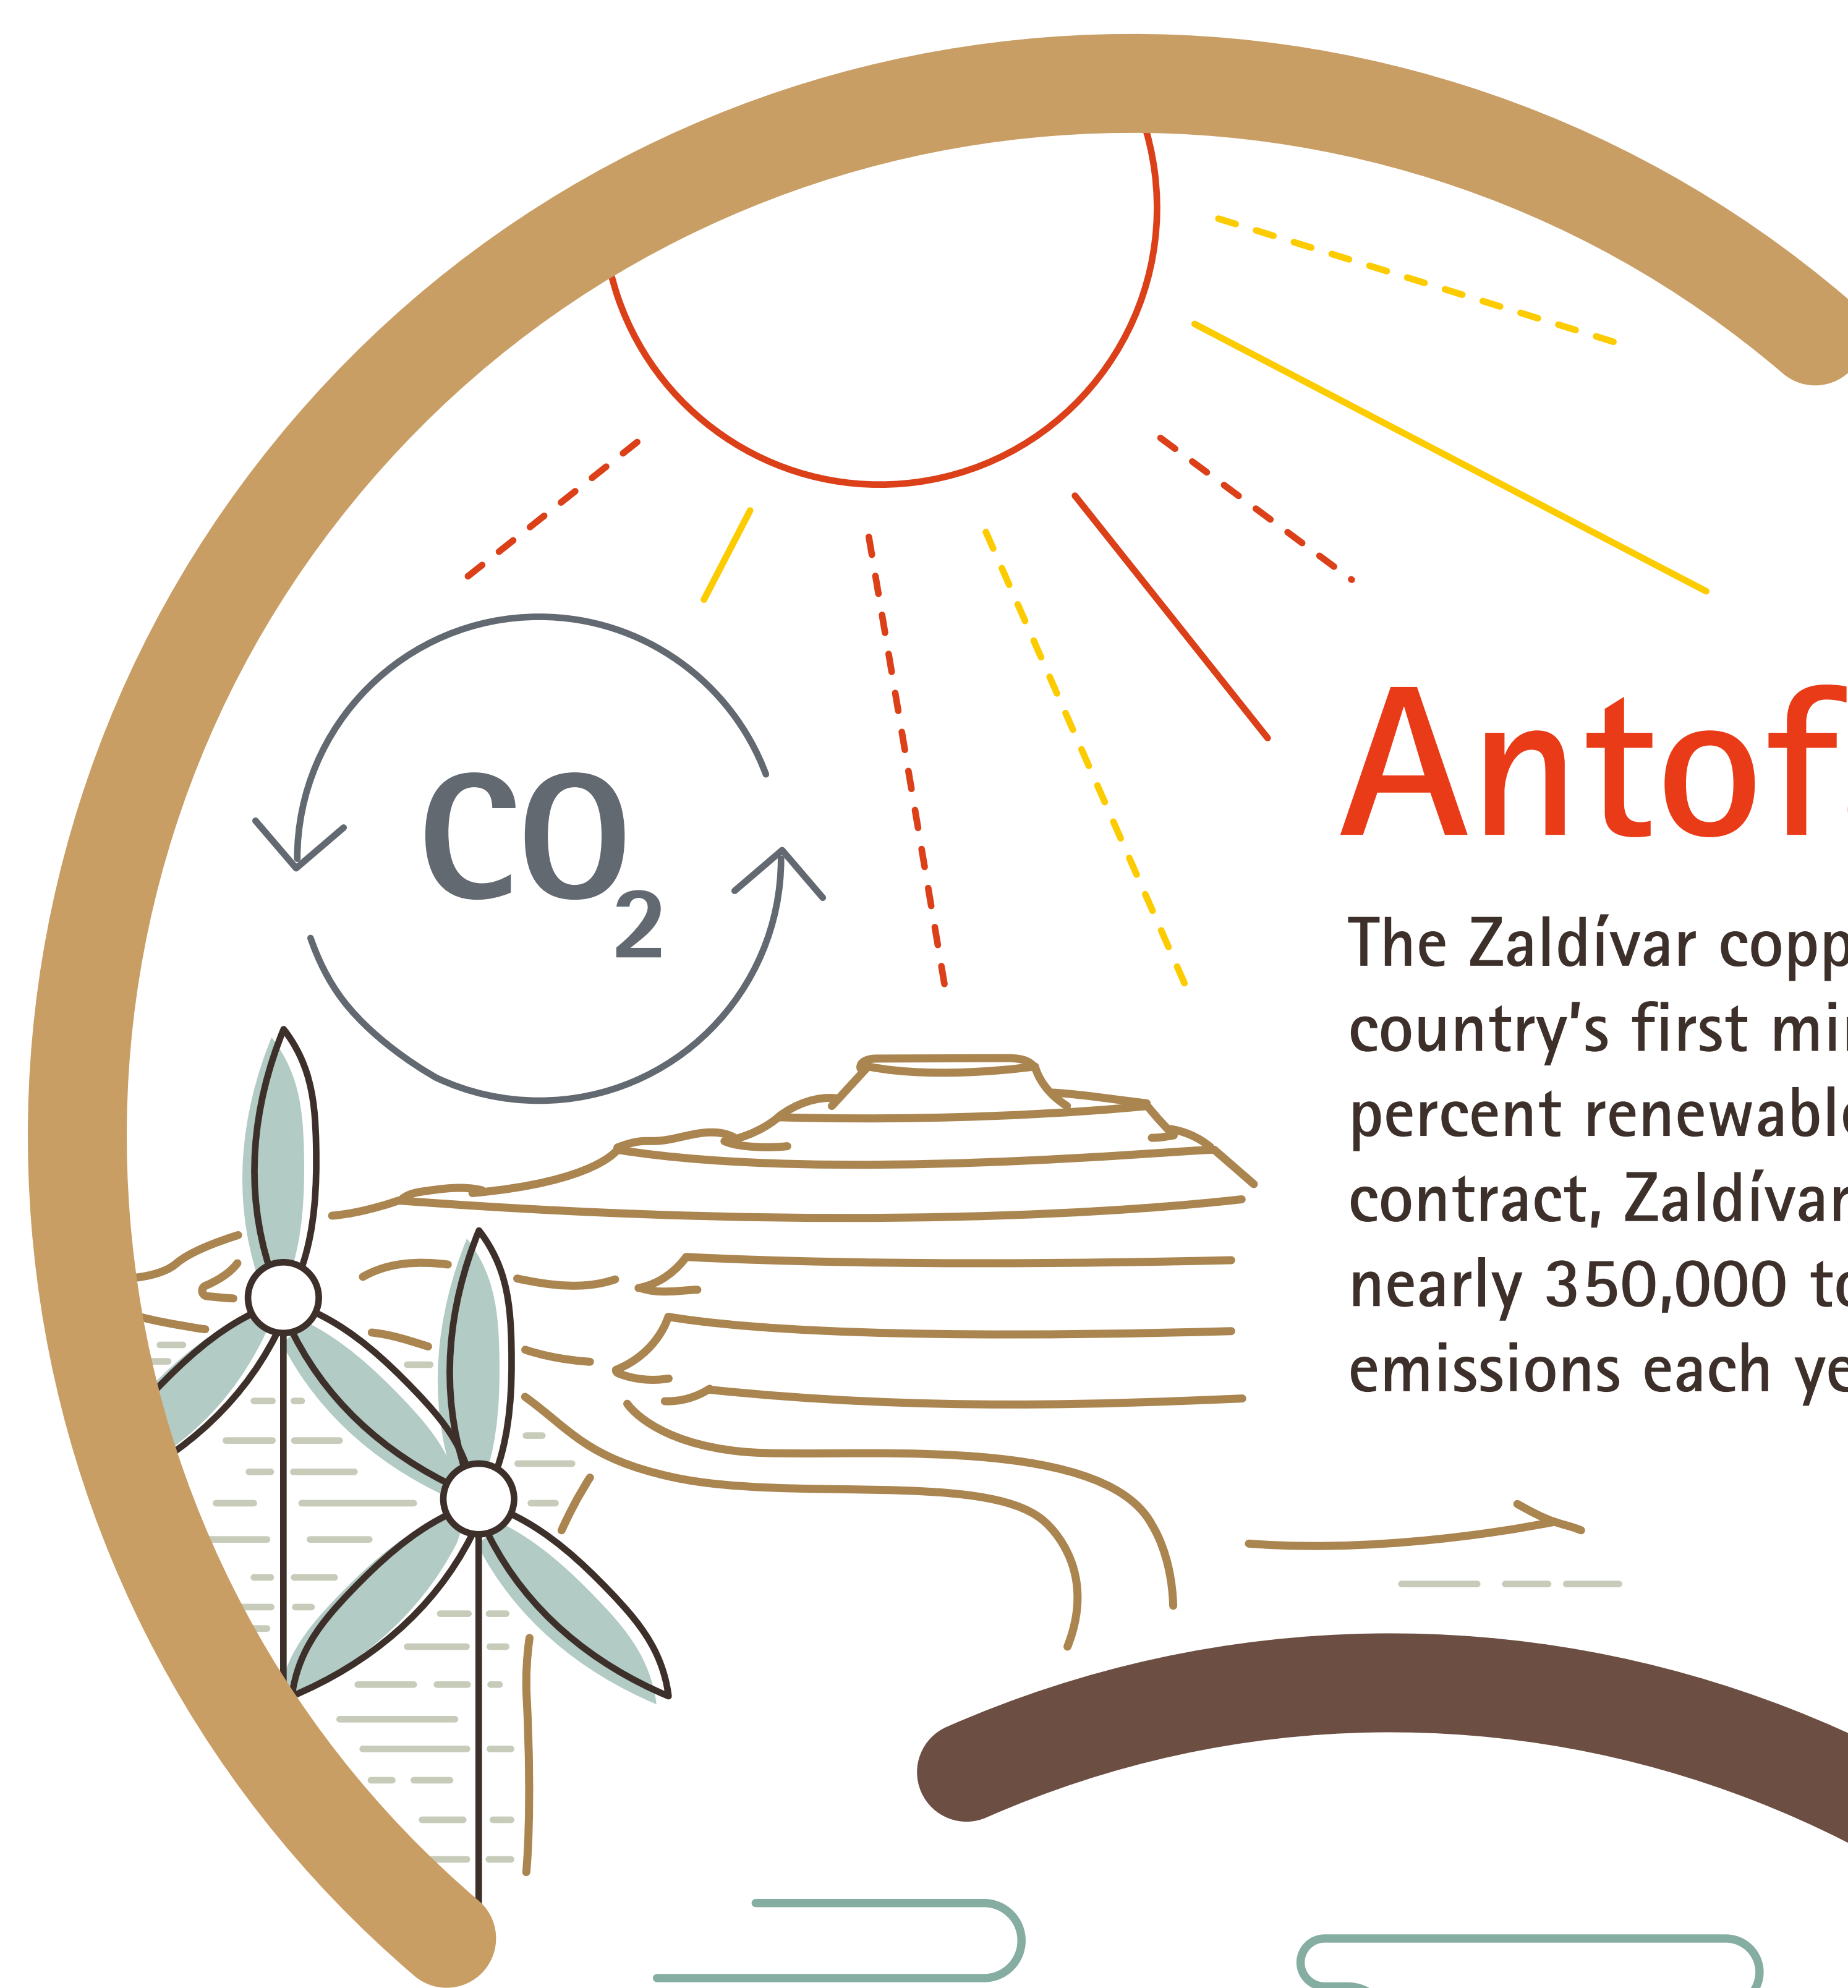 CO2
Antof
The Zaldívar copp
country's first mi
percent renewabl
contract, Zaldívar
nearly 350,000 to
emissions each ye